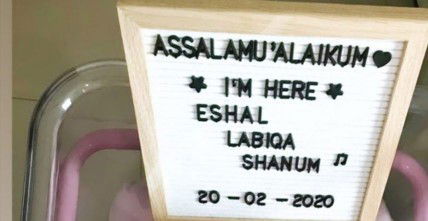 ASSALAMU'ALAIKUM ♥
★ I'M HERE ★
ESHAL
LABIQA
SHANUM ♫
20 - 02 - 2020